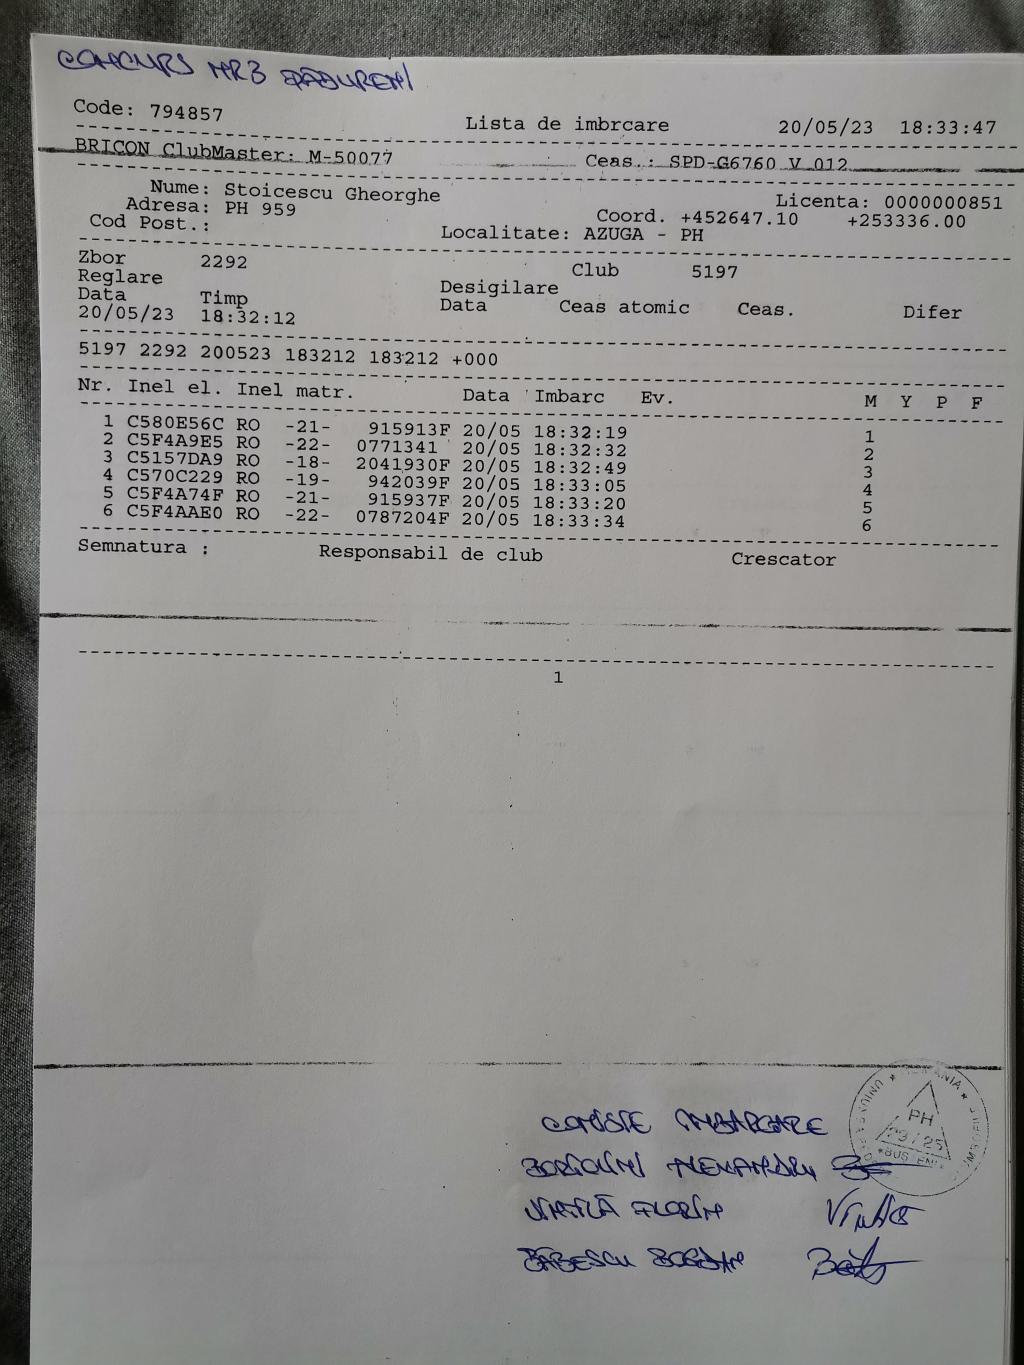 CONCURS NR3 PĂDURENI
Code: 794857 Lista de imbrcare 20/05/23 18:33:47
BRICON ClubMaster: M-50077 Ceas.: SPD-G6760 V 012
Nume: Stoicescu Gheorghe Licenta: 0000000851
Adresa: PH 959 Coord. +452647.10 +253336.00
Cod Post.: Localitate: AZUGA - PH
Zbor 2292 Club 5197
Reglare Desigilare
Data Timp Data Ceas atomic Ceas. Difer
20/05/23 18:32:12
5197 2292 200523 183212 183212 +000
Nr. Inel el. Inel matr. Data Imbarc Ev. M Y P F
1 C580E56C RO -21- 915913F 20/05 18:32:19 1
2 C5F4A9E5 RO -22- 0771341 20/05 18:32:32 2
3 C5157DA9 RO -18- 2041930F 20/05 18:32:49 3
4 C570C229 RO -19- 942039F 20/05 18:33:05 4
5 C5F4A74F RO -21- 915937F 20/05 18:33:20 5
6 C5F4AAE0 RO -22- 0787204F 20/05 18:33:34 6
Semnatura : Responsabil de club Crescator
1
COMISIE IMBARCARE
ALEXANDRU
FLORIN
BĂBESCU BOGDAN
ROMANIA
PH
BUSTENI